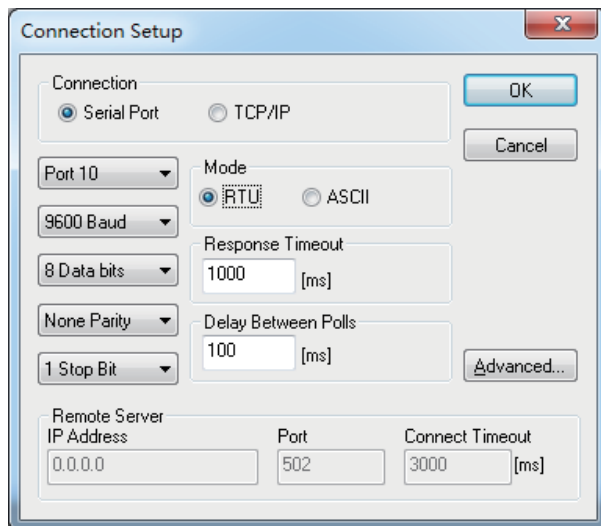 Connection Setup
Connection
Serial Port
TCP/IP
OK
Cancel
Port 10
9600 Baud
8 Data bits
None Parity
1 Stop Bit
Mode
RTU
ASCII
Response Timeout
1000 [ms]
Delay Between Polls
100 [ms]
Advanced...
Remote Server
IP Address Port Connect Timeout
0.0.0.0 502 3000 [ms]